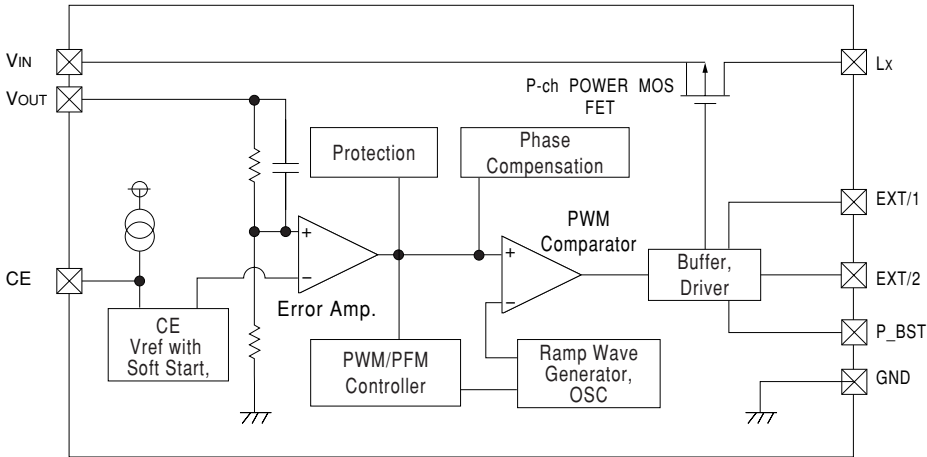 VIN
Lx
P-ch POWER MOS
FET
VOUT
Protection
Phase
Compensation
EXT/1
PWM
Comparator
+
+
Buffer,
Driver
EXT/2
CE
−
−
Error Amp.
P_BST
CE
Vref with
Soft Start,
PWM/PFM
Controller
Ramp Wave
Generator,
OSC
GND